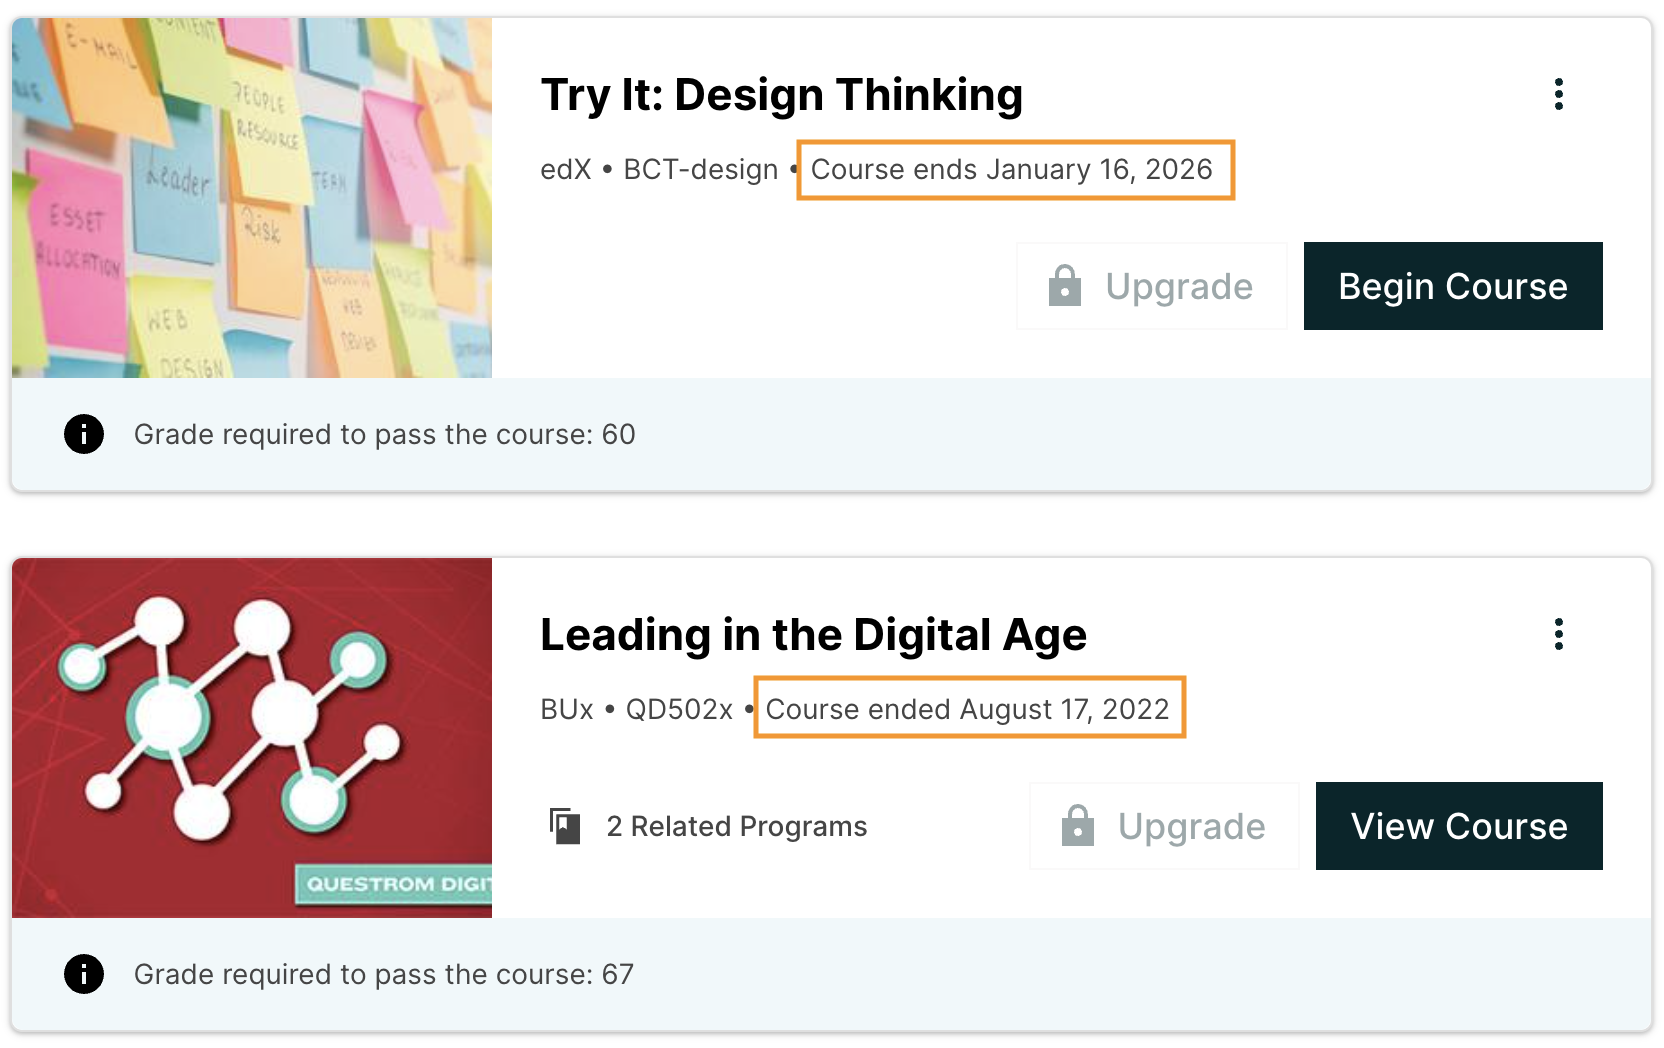 E-MAIL
CONTENT
PEOPLE
RESOURCE
Leader
TEAM
ESSET
ALLOCATION
Risk
WEB
DESIGN
WEB
DESIGN
Try It: Design Thinking
edX • BCT-design • Course ends January 16, 2026
Upgrade
Begin Course
Grade required to pass the course: 60
QUESTROM DIGIT
Leading in the Digital Age
BUx • QD502x • Course ended August 17, 2022
2 Related Programs
Upgrade
View Course
Grade required to pass the course: 67